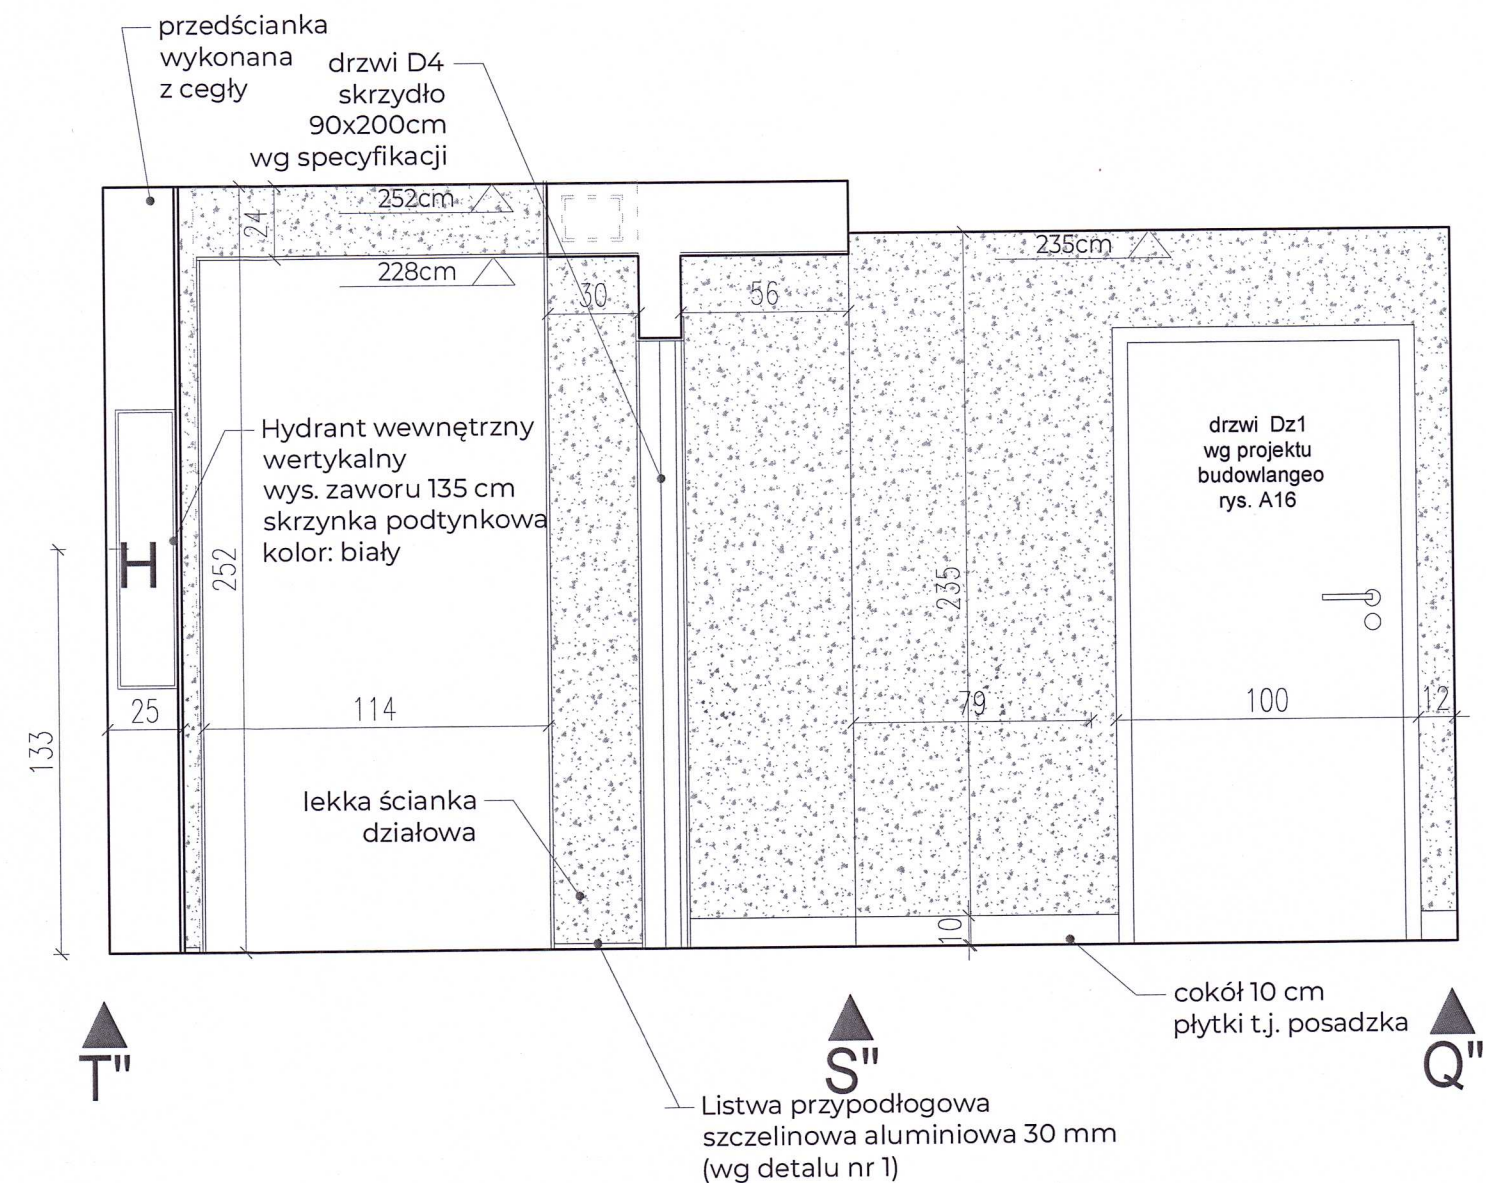 przedścianka
wykonana
z cegły
drzwi D4
skrzydło
90x200cm
wg specyfikacji
252cm
24
228cm
30
56
235cm
drzwi Dz1
wg projektu
budowlangeo
rys. A16
Hydrant wewnętrzny
wertykalny
wys. zaworu 135 cm
skrzynka podtynkowa
kolor: biały
H
252
235
25
114
79
100
12
133
lekka ścianka
działowa
10
cokół 10 cm
płytki t.j. posadzka
T"
S"
Q"
Listwa przypodłogowa
szczelinowa aluminiowa 30 mm
(wg detalu nr 1)